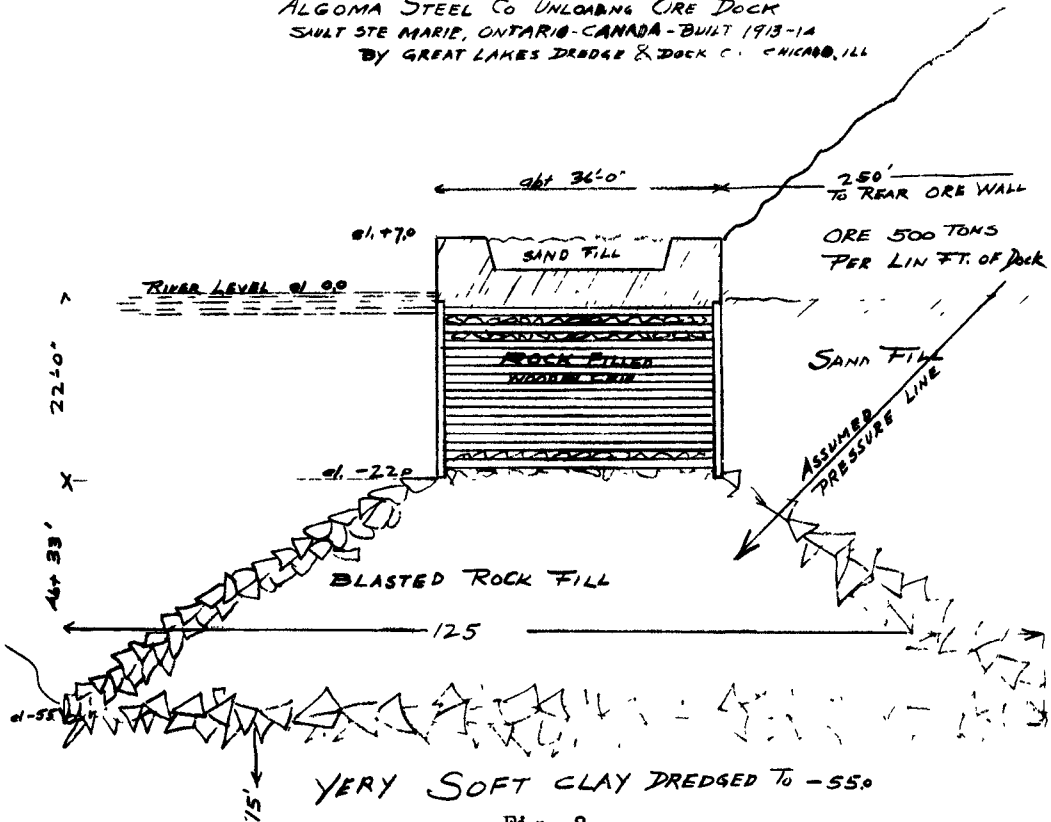 ALGOMA STEEL CO UNLOADING ORE DOCK
SAULT STE MARIE, ONTARIO-CANADA-BUILT 1913-14
BY GREAT LAKES DREDGE & DOCK C. CHICAGO, ILL
abt 36'-0"
250'
TO REAR ORE WALL
el. +7.0
SAND FILL
ORE 500 TONS
PER LIN FT. OF DOCK
RIVER LEVEL el 0.0
22'-0"
ROCK FILLED
WOODEN CRIB
SAND FILL
ASSUMED
PRESSURE LINE
el. -22.0
Abt 33'
BLASTED ROCK FILL
125
el -55
15'
VERY SOFT CLAY DREDGED TO -55.0